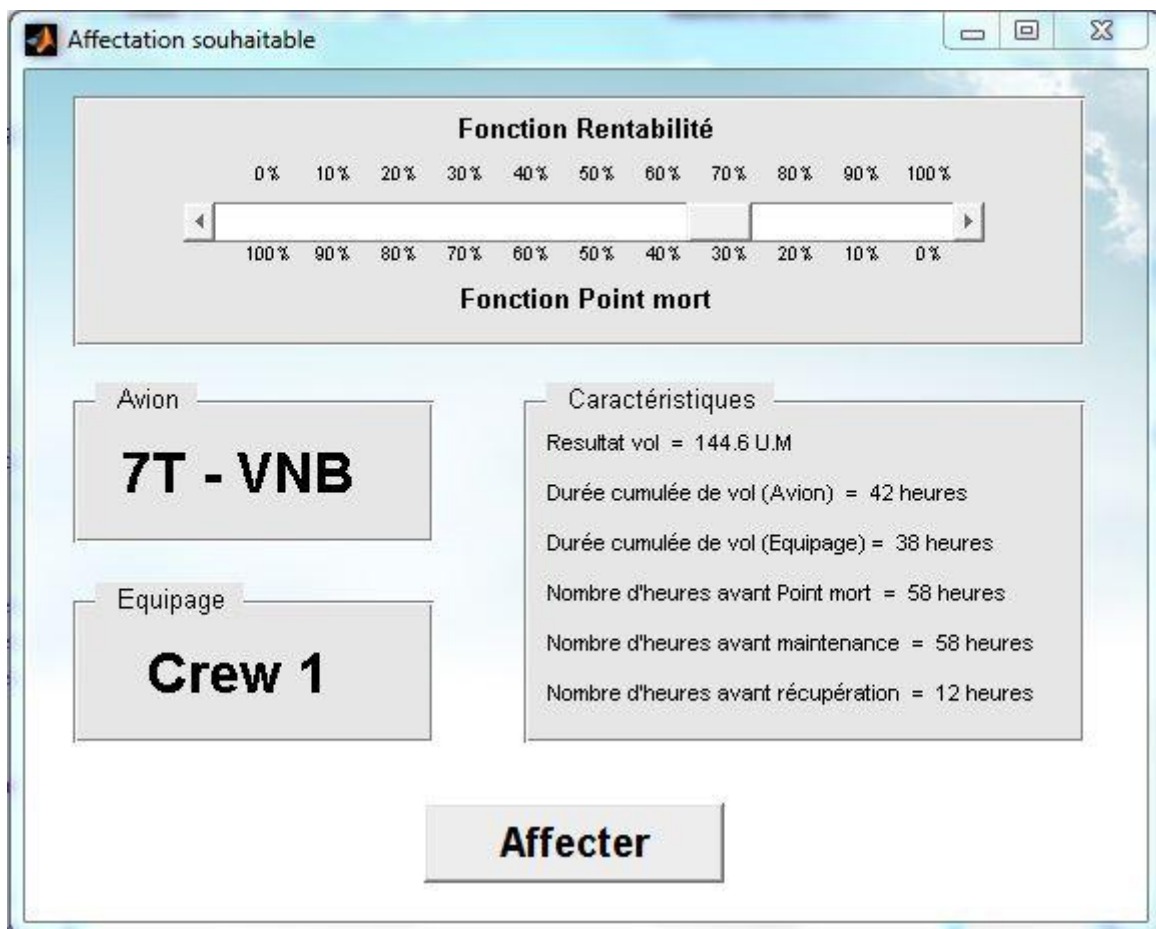 Affectation souhaitable
Fonction Rentabilité
0% 10% 20% 30% 40% 50% 60% 70% 80% 90% 100%
100% 90% 80% 70% 60% 50% 40% 30% 20% 10% 0%
Fonction Point mort
Avion
7T - VNB
Equipage
Crew 1
Caractéristiques
Resultat vol = 144.6 U.M
Durée cumulée de vol (Avion) = 42 heures
Durée cumulée de vol (Equipage) = 38 heures
Nombre d'heures avant Point mort = 58 heures
Nombre d'heures avant maintenance = 58 heures
Nombre d'heures avant récupération = 12 heures
Affecter